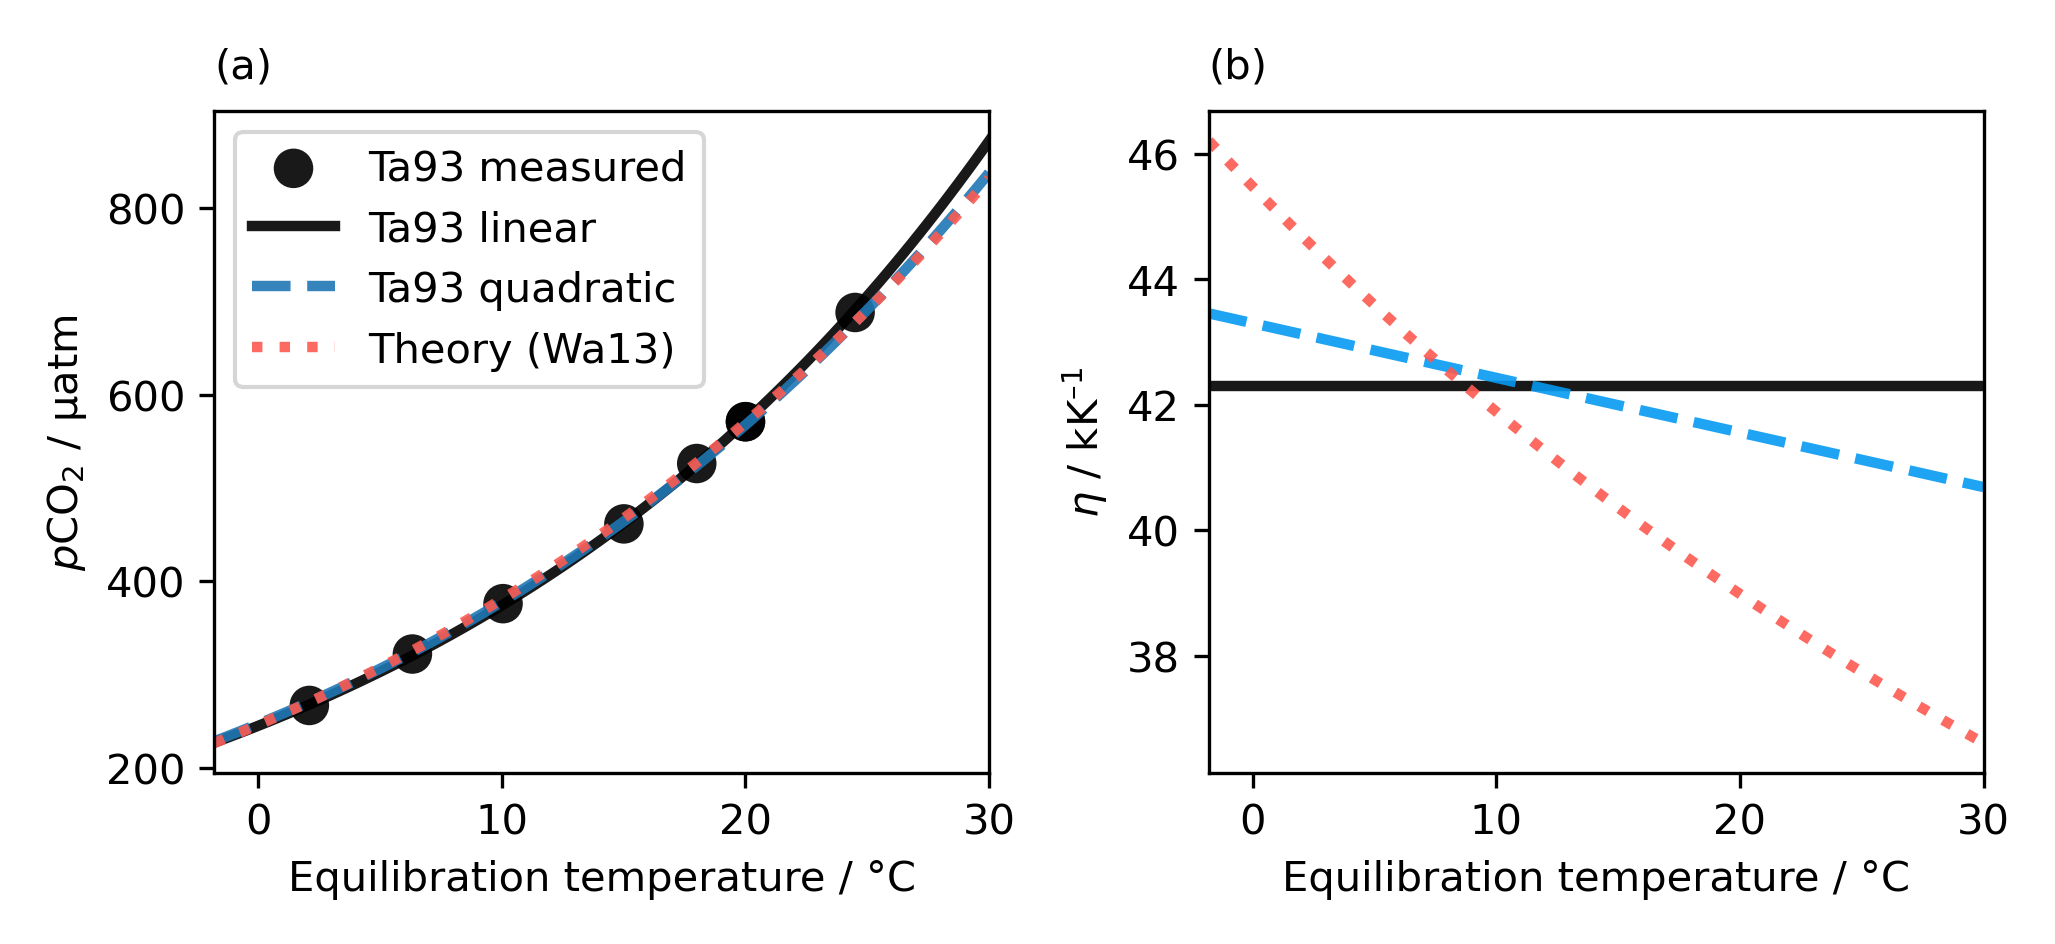 (a)
Ta93 measured
Ta93 linear
Ta93 quadratic
Theory (Wa13)
800
600
400
200
pCO₂ / µatm
0 10 20 30
Equilibration temperature / °C
(b)
46
44
42
40
38
η / kK⁻¹
0 10 20 30
Equilibration temperature / °C